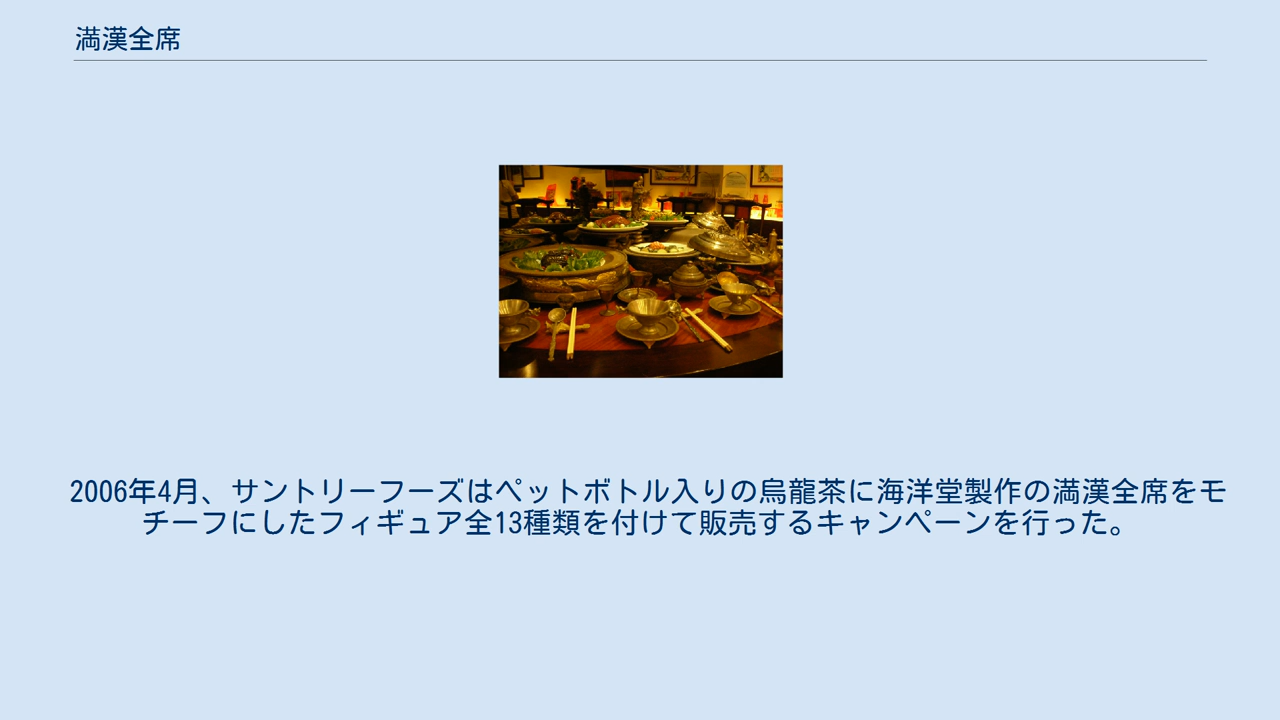 満漢全席
2006年4月、サントリーフーズはペットボトル入りの烏龍茶に海洋堂製作の満漢全席をモ
チーフにしたフィギュア全13種類を付けて販売するキャンペーンを行った。